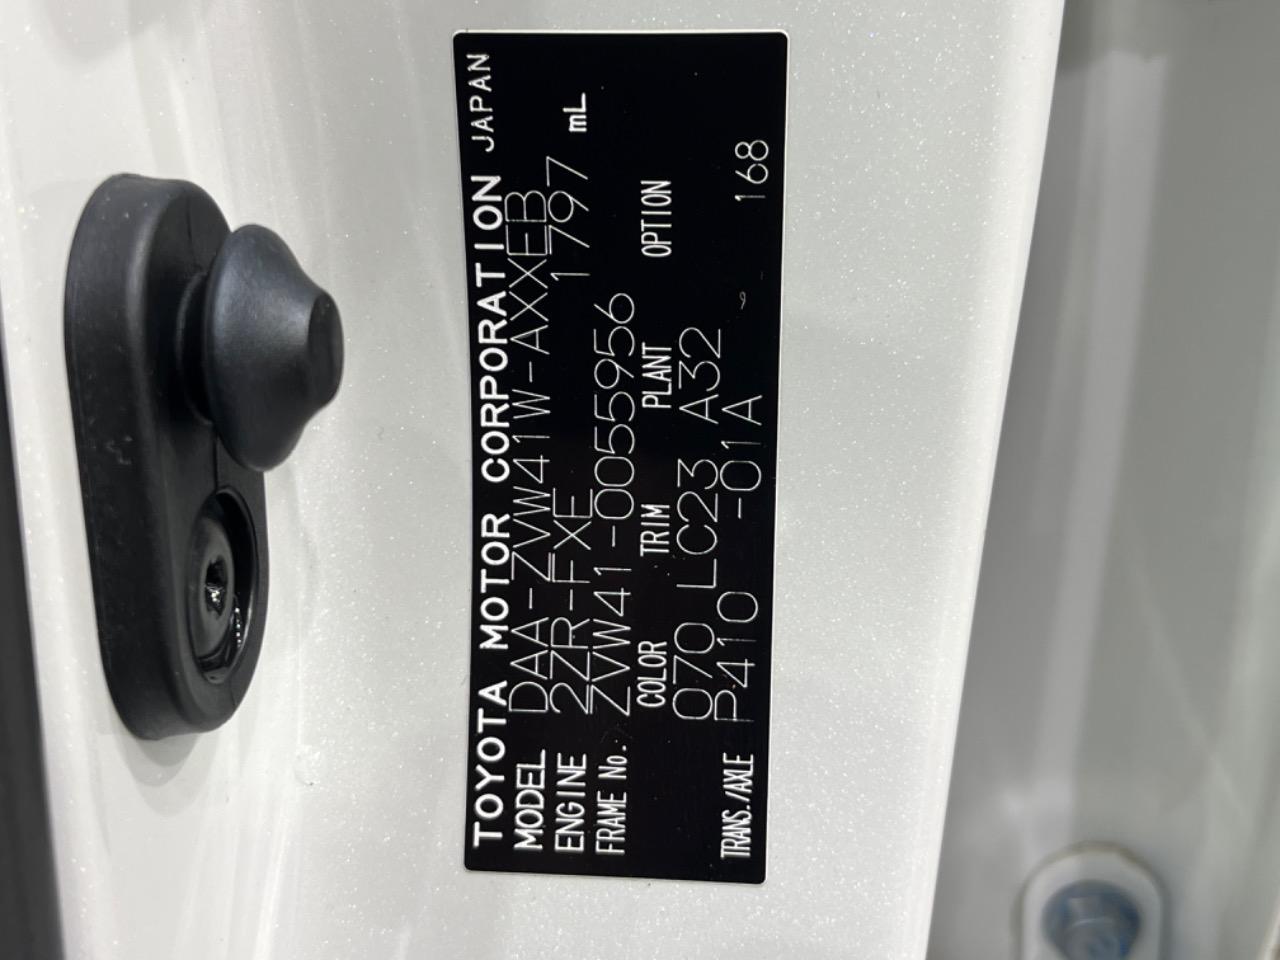 TOYOTA MOTOR CORPORATION JAPAN
MODEL DAA-ZVW41W-AXXEB
ENGINE 2ZR-FXE 1797 mL
FRAME No. ZVW41-0055956
COLOR TRIM PLANT OPTION
070 LC23 A32
TRANS./AXLE P410 -01A 168